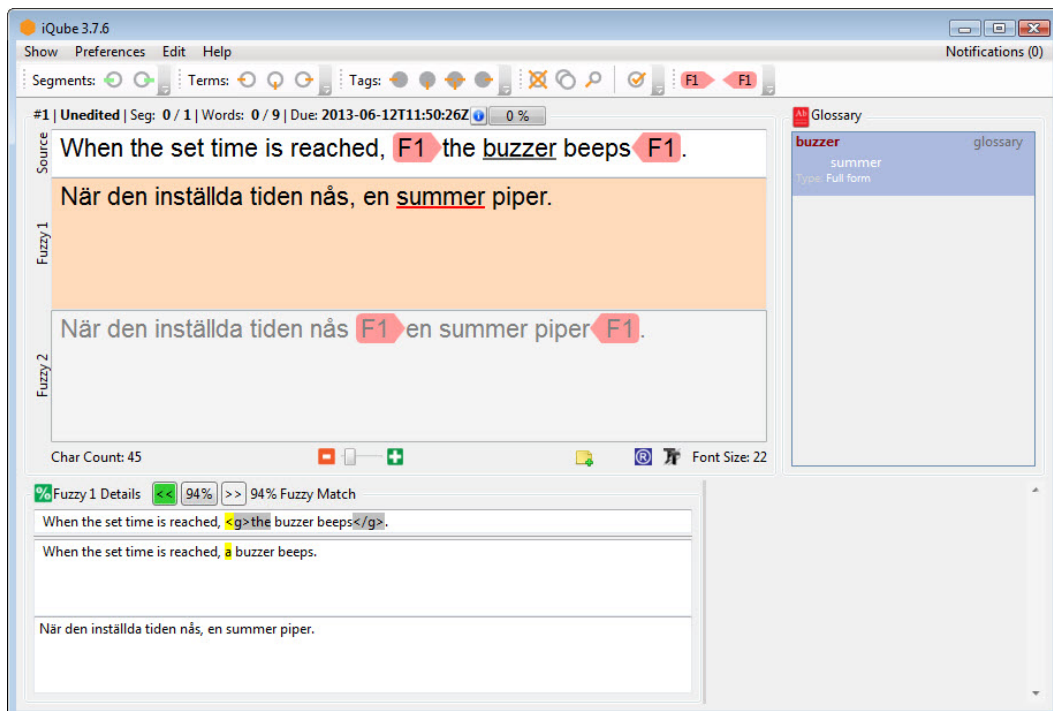 iQube 3.7.6
Show Preferences Edit Help Notifications (0)
Segments: Terms: Tags: F1 F1
#1 | Unedited | Seg: 0 / 1 | Words: 0 / 9 | Due: 2013-06-12T11:50:26Z 0 %
Source
When the set time is reached, F1 the buzzer beeps F1 .
Fuzzy 1
När den inställda tiden nås, en summer piper.
Fuzzy 2
När den inställda tiden nås F1 en summer piper F1 .
Char Count: 45 Font Size: 22
Glossary
buzzer glossary
summer
Type: Full form
Fuzzy 1 Details << 94% >> 94% Fuzzy Match
When the set time is reached, <g>the buzzer beeps</g>.
When the set time is reached, a buzzer beeps.
När den inställda tiden nås, en summer piper.